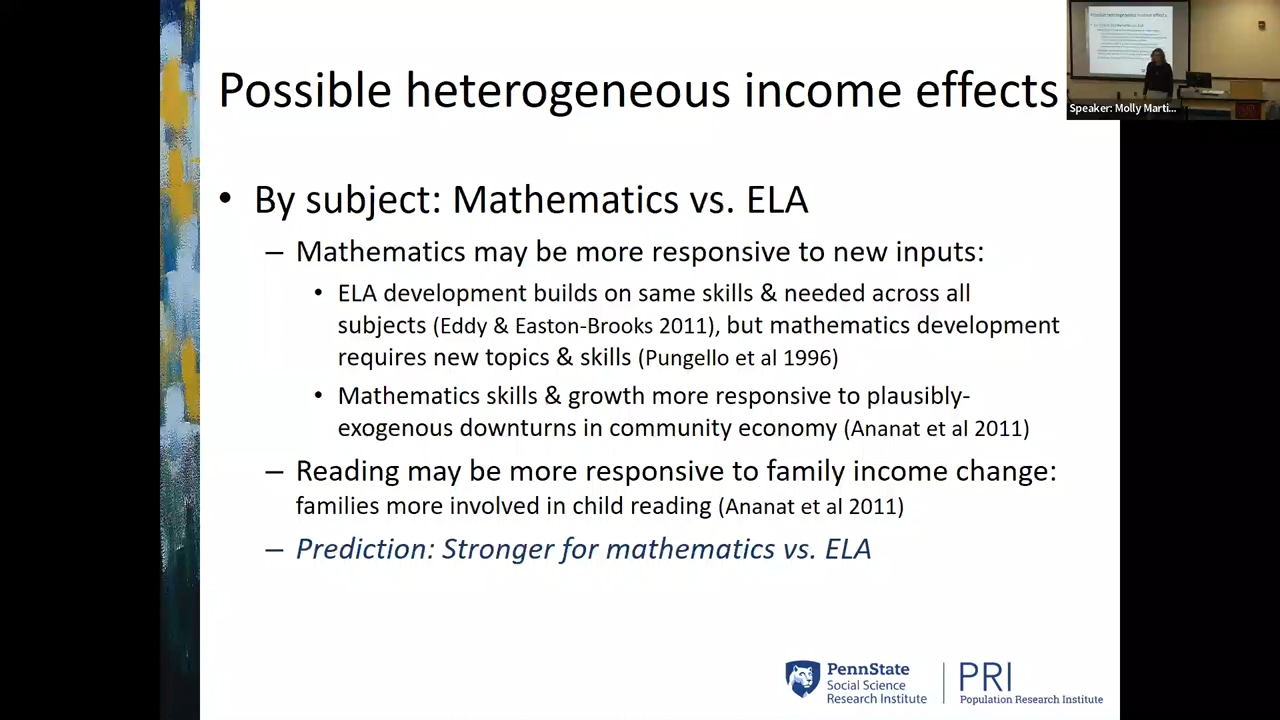 Possible heterogeneous income effects
Speaker: Molly Marti...
• By subject: Mathematics vs. ELA
– Mathematics may be more responsive to new inputs:
• ELA development builds on same skills & needed across all
subjects (Eddy & Easton-Brooks 2011), but mathematics development
requires new topics & skills (Pungello et al 1996)
• Mathematics skills & growth more responsive to plausibly-
exogenous downturns in community economy (Ananat et al 2011)
– Reading may be more responsive to family income change:
families more involved in child reading (Ananat et al 2011)
– Prediction: Stronger for mathematics vs. ELA
PennState
Social Science
Research Institute
PRI
Population Research Institute